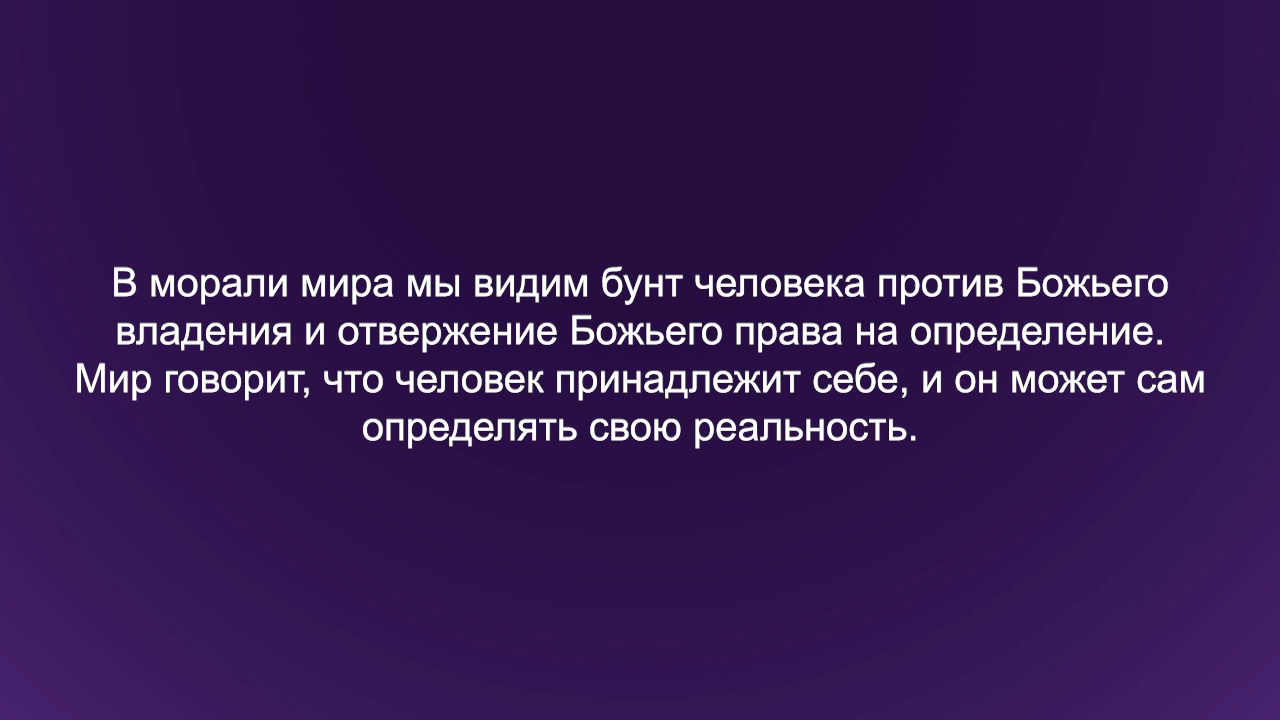 В морали мира мы видим бунт человека против Божьего
владения и отвержение Божьего права на определение.
Мир говорит, что человек принадлежит себе, и он может сам
определять свою реальность.